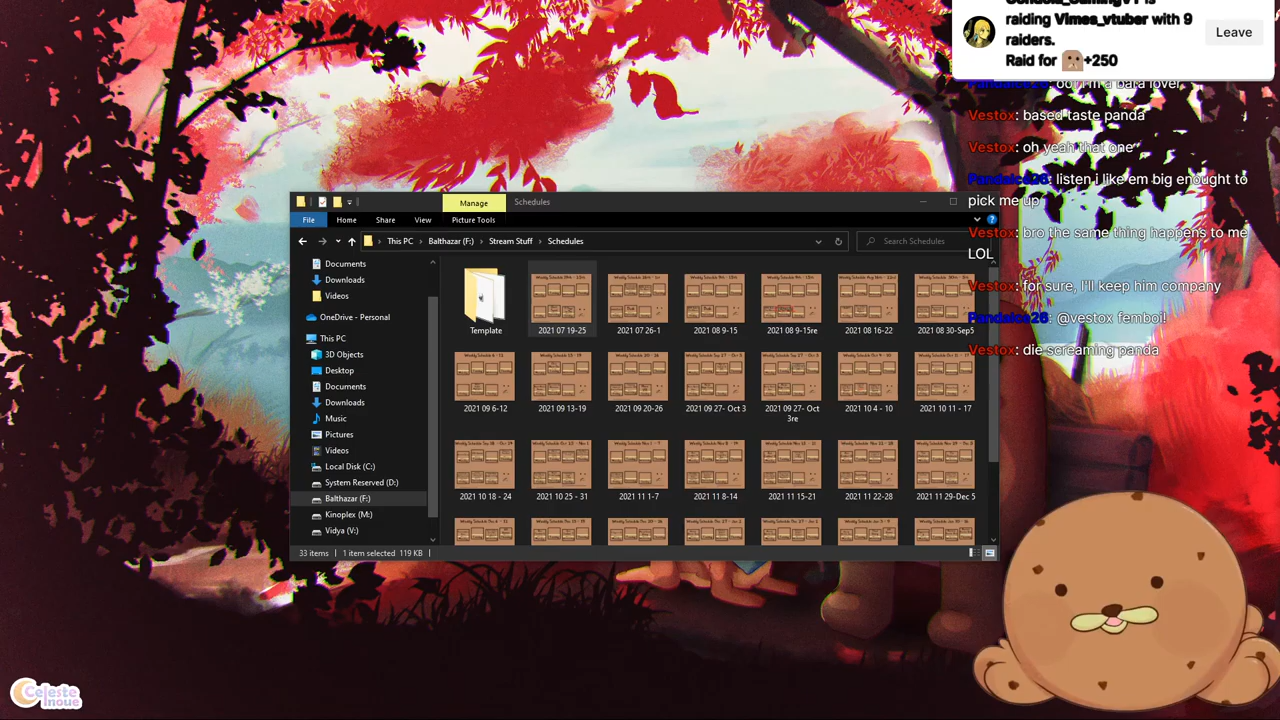 raiding Vimes_vtuber with 9
raiders.
Raid for +250
Leave
Pandaice26: oo! I'm a bara lover
Vestox: based taste panda
Vestox: oh yeah that one
Pandaice26: listen i like em big enought to
pick me up
Vestox: bro the same thing happens to me
LOL
Vestox: for sure, I'll keep him company
Pandaice26: @vestox femboi!
Vestox: die screaming panda
Manage
Schedules
File
Home
Share
View
Picture Tools
This PC
Balthazar (F:)
Stream Stuff
Schedules
Search Schedules
Documents
Downloads
Videos
OneDrive - Personal
This PC
3D Objects
Desktop
Documents
Downloads
Music
Pictures
Videos
Local Disk (C:)
System Reserved (D:)
Balthazar (F:)
Kinoplex (M:)
Vidya (V:)
Template
2021 07 19-25
2021 07 26-1
2021 08 9-15
2021 08 9-15re
2021 08 16-22
2021 08 30-Sep5
2021 09 6-12
2021 09 13-19
2021 09 20-26
2021 09 27- Oct 3
2021 09 27- Oct
3re
2021 10 4 - 10
2021 10 11 - 17
2021 10 18 - 24
2021 10 25 - 31
2021 11 1-7
2021 11 8-14
2021 11 15-21
2021 11 22-28
2021 11 29-Dec 5
33 items
1 item selected 119 KB
Celeste
Inoue